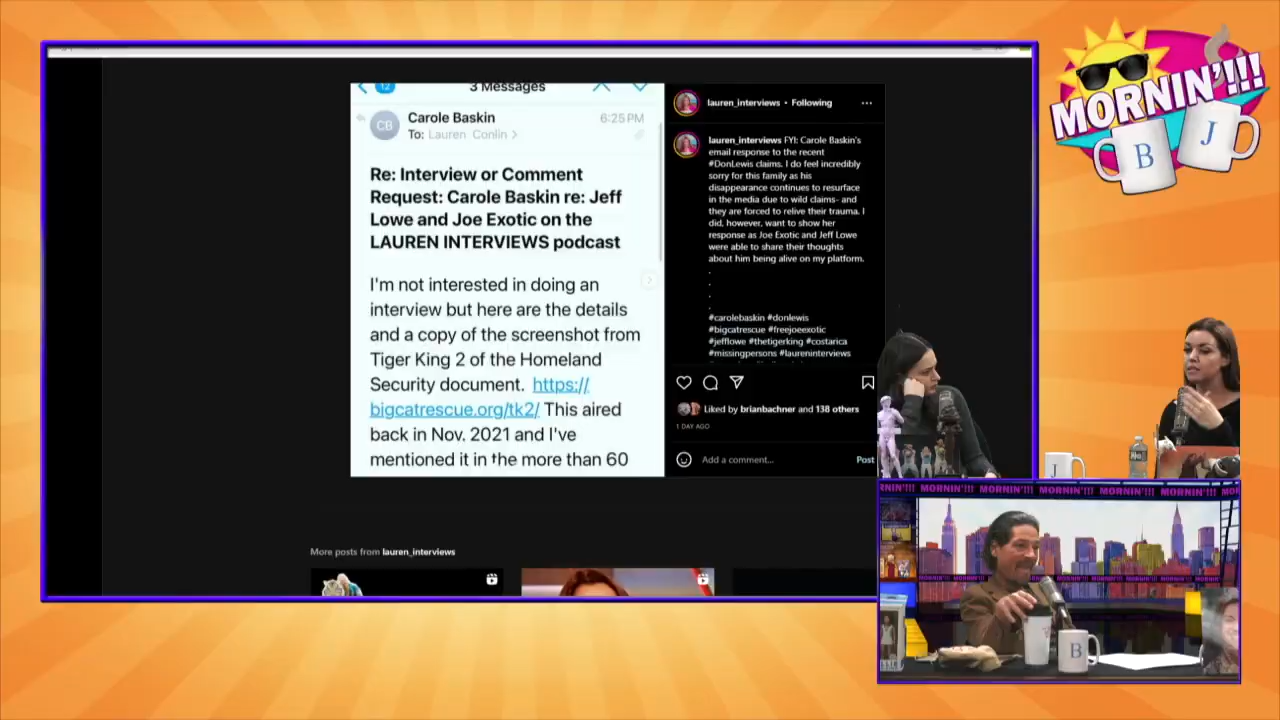 3 Messages
12
CB
Carole Baskin
6:25 PM
To: Lauren Conlin >
Re: Interview or Comment
Request: Carole Baskin re: Jeff
Lowe and Joe Exotic on the
LAUREN INTERVIEWS podcast
I'm not interested in doing an
interview but here are the details
and a copy of the screenshot from
Tiger King 2 of the Homeland
Security document. https://
bigcatrescue.org/tk2/ This aired
back in Nov. 2021 and I've
mentioned it in the more than 60
lauren_interviews • Following
lauren_interviews FYI: Carole Baskin's
email response to the recent
#DonLewis claims. I do feel incredibly
sorry for this family as his
disappearance continues to resurface
in the media due to wild claims- and
they are forced to relive their trauma. I
did, however, want to show her
response as Joe Exotic and Jeff Lowe
were able to share their thoughts
about him being alive on my platform.
.
.
.
.
.
#carolebaskin #donlewis
#bigcatrescue #freejoeexotic
#jefflowe #thetigerking #costarica
#missingpersons #laureninterviews
Liked by brianbachner and 138 others
1 DAY AGO
Add a comment...
Post
More posts from lauren_interviews
MORNIN'!!!
B
J
J
RNIN'!!! MORNIN'!!! MORNIN'!!! MORNIN'!!! MORNIN'!!! MO
MORNIN'!!! MORNIN'!!!
B